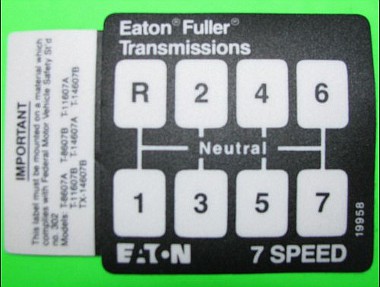 Eaton® Fuller®
Transmissions
R 2 4 6
Neutral
1 3 5 7
EATON 7 SPEED
19958
IMPORTANT
This label must be mounted on a material which
complies with Federal Motor Vehicle Safety St'd
no. 302
Models: T-8607A T-8607B T-11607A
T-11607B T-14607A T-14607B
TX-14607B